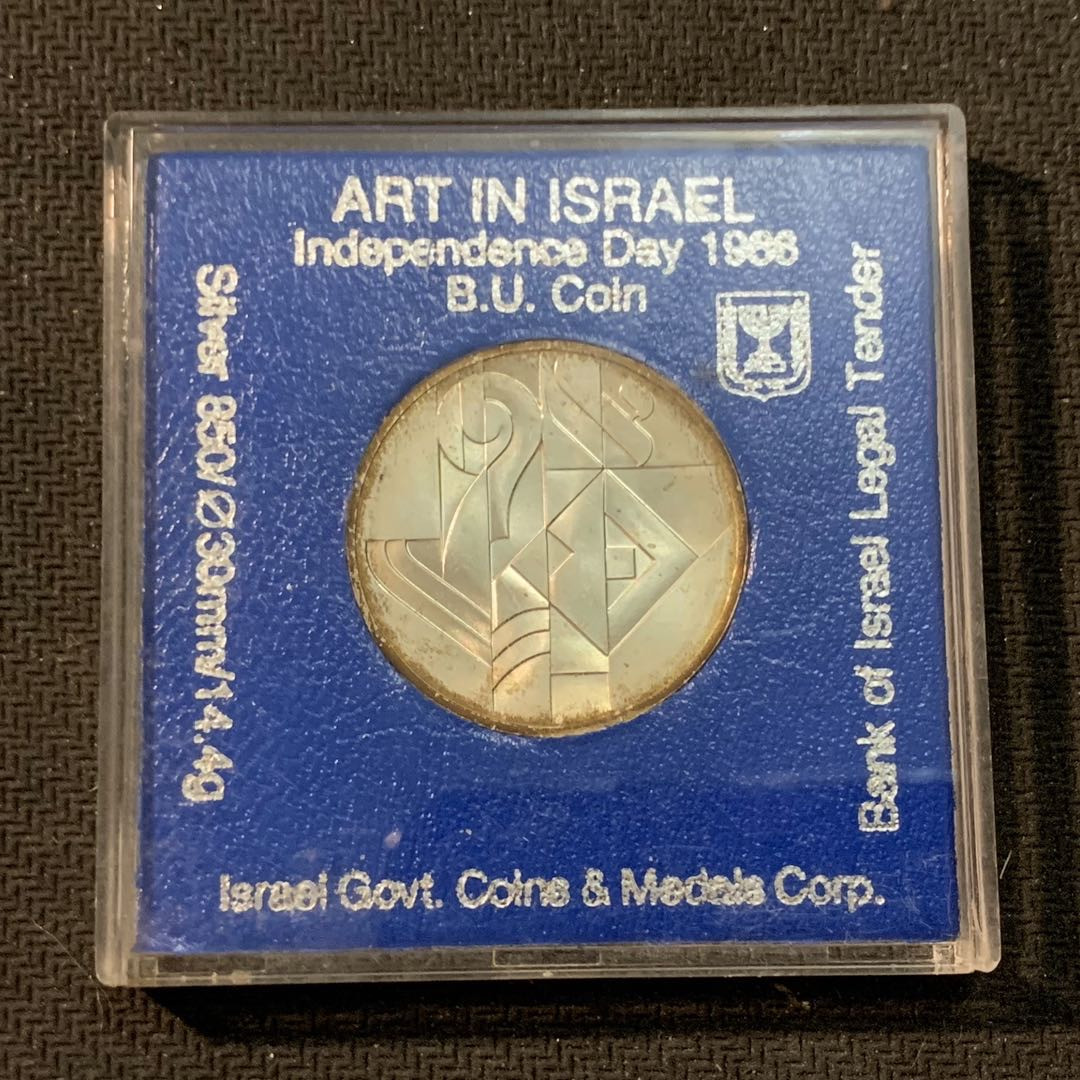 ART IN ISRAEL
Independence Day 1986
B.U. Coin
Silver 850/Ø30mm/14.4g
Bank of Israel Legal Tender
Israel Govt. Coins & Medals Corp.